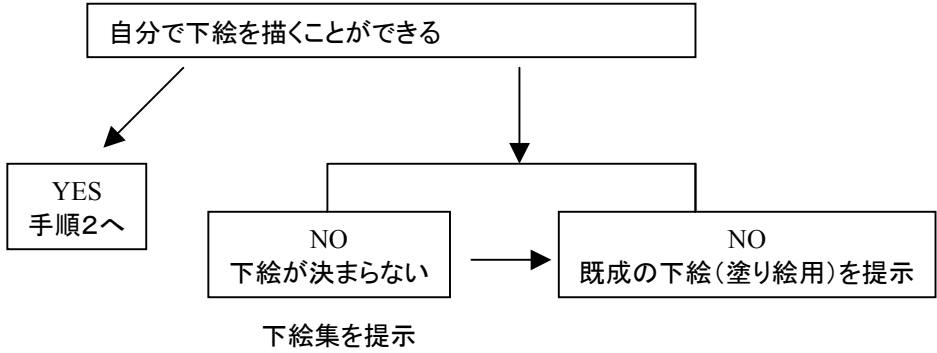 自分で下絵を描くことができる
YES
手順2へ
NO
下絵が決まらない
NO
既成の下絵(塗り絵用)を提示
下絵集を提示